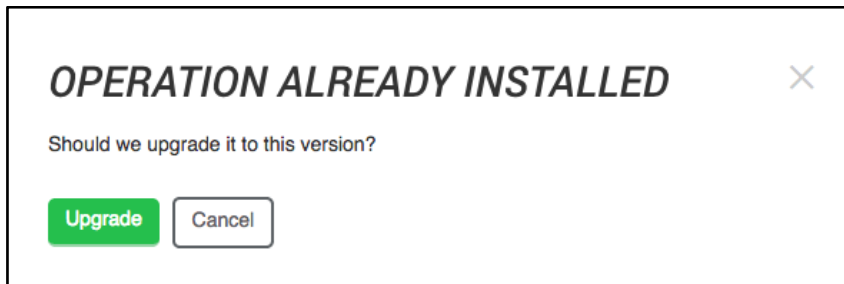 OPERATION ALREADY INSTALLED
Should we upgrade it to this version?
Upgrade
Cancel